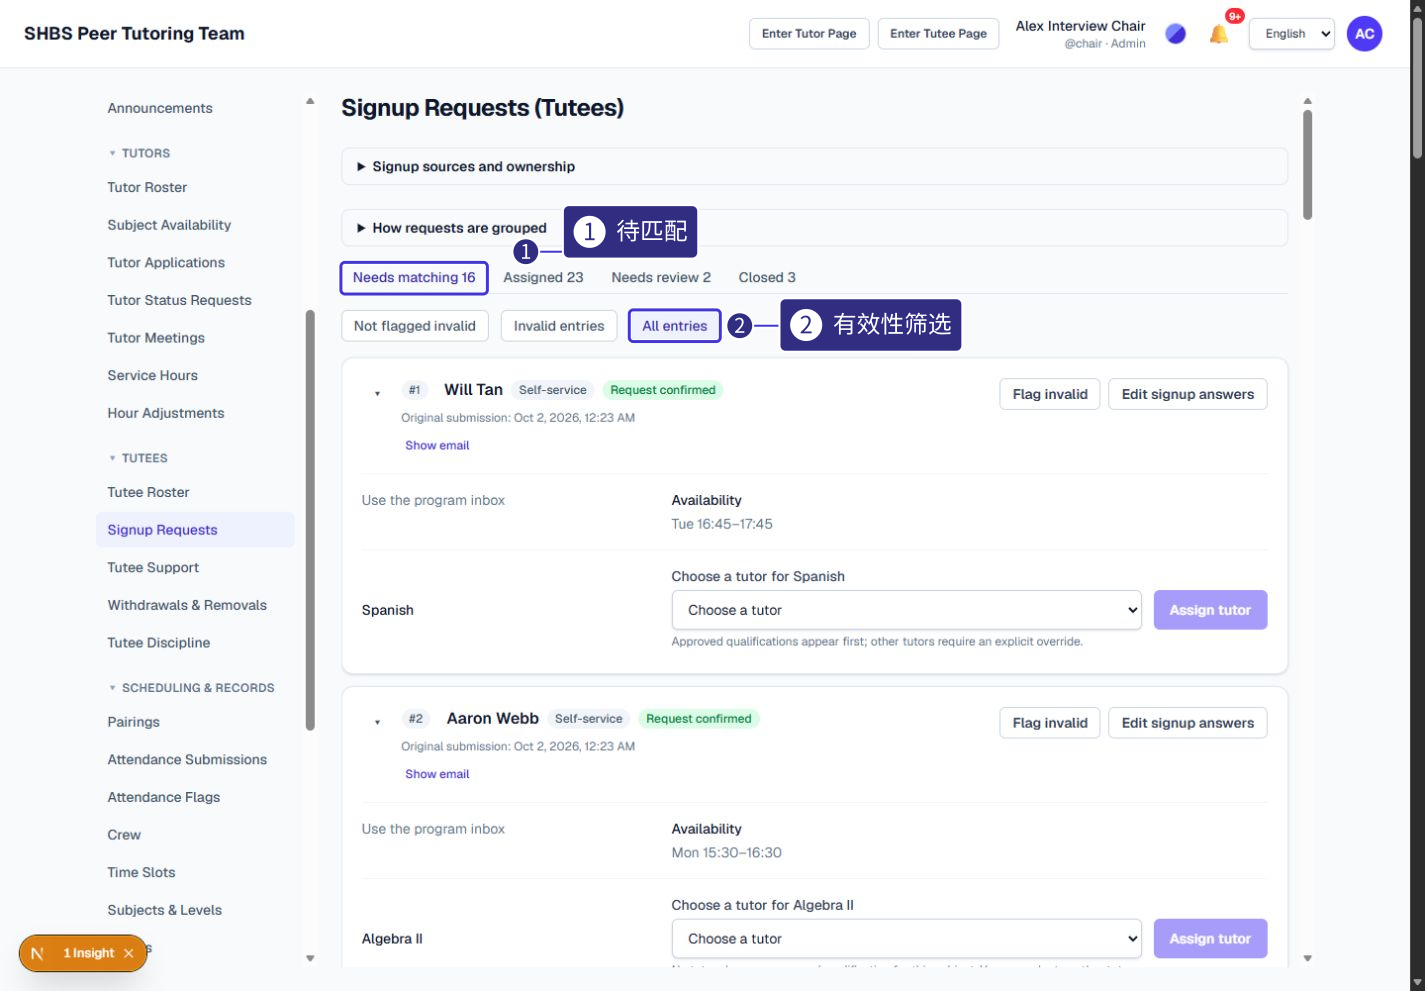 SHBS Peer Tutoring Team
Enter Tutor Page
Enter Tutee Page
Alex Interview Chair
@chair · Admin
9+
English
AC
Announcements
TUTORS
Tutor Roster
Subject Availability
Tutor Applications
Tutor Status Requests
Tutor Meetings
Service Hours
Hour Adjustments
TUTEES
Tutee Roster
Signup Requests
Tutee Support
Withdrawals & Removals
Tutee Discipline
SCHEDULING & RECORDS
Pairings
Attendance Submissions
Attendance Flags
Crew
Time Slots
Subjects & Levels
N 1 Insight ×
Signup Requests (Tutees)
Signup sources and ownership
How requests are grouped
1
1 待匹配
Needs matching 16
Assigned 23
Needs review 2
Closed 3
Not flagged invalid
Invalid entries
All entries
2
2 有效性筛选
#1 Will Tan Self-service Request confirmed
Flag invalid
Edit signup answers
Original submission: Oct 2, 2026, 12:23 AM
Show email
Use the program inbox
Availability
Tue 16:45–17:45
Choose a tutor for Spanish
Spanish
Choose a tutor
Assign tutor
Approved qualifications appear first; other tutors require an explicit override.
#2 Aaron Webb Self-service Request confirmed
Flag invalid
Edit signup answers
Original submission: Oct 2, 2026, 12:23 AM
Show email
Use the program inbox
Availability
Mon 15:30–16:30
Choose a tutor for Algebra II
Algebra II
Choose a tutor
Assign tutor